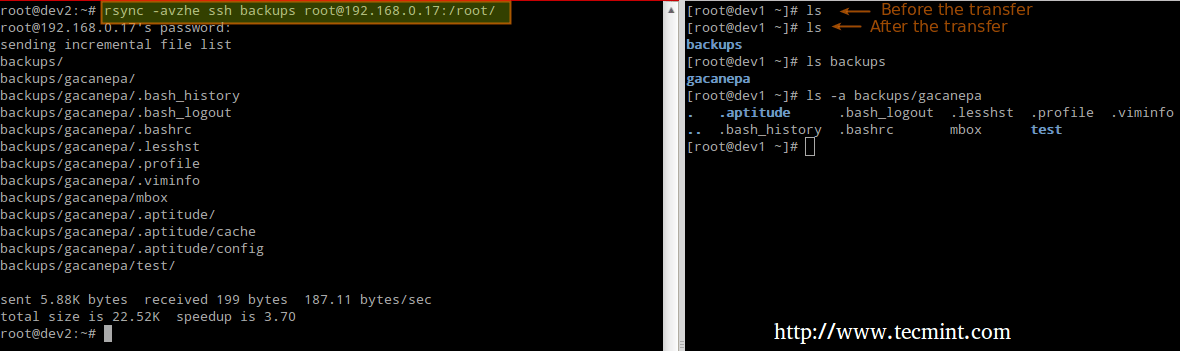 root@dev2:~# rsync -avzhe ssh backups root@192.168.0.17:/root/
root@192.168.0.17's password:
sending incremental file list
backups/
backups/gacanepa/
backups/gacanepa/.bash_history
backups/gacanepa/.bash_logout
backups/gacanepa/.bashrc
backups/gacanepa/.lesshst
backups/gacanepa/.profile
backups/gacanepa/.viminfo
backups/gacanepa/mbox
backups/gacanepa/.aptitude/
backups/gacanepa/.aptitude/cache
backups/gacanepa/.aptitude/config
backups/gacanepa/test/
sent 5.88K bytes  received 199 bytes  187.11 bytes/sec
total size is 22.52K  speedup is 3.70
root@dev2:~#
[root@dev1 ~]# ls Before the transfer
[root@dev1 ~]# ls After the transfer
backups
[root@dev1 ~]# ls backups
gacanepa
[root@dev1 ~]# ls -a backups/gacanepa
.  .aptitude  .bash_logout  .lesshst  .profile  .viminfo
..  .bash_history  .bashrc  mbox  test
[root@dev1 ~]#
http://www.tecmint.com